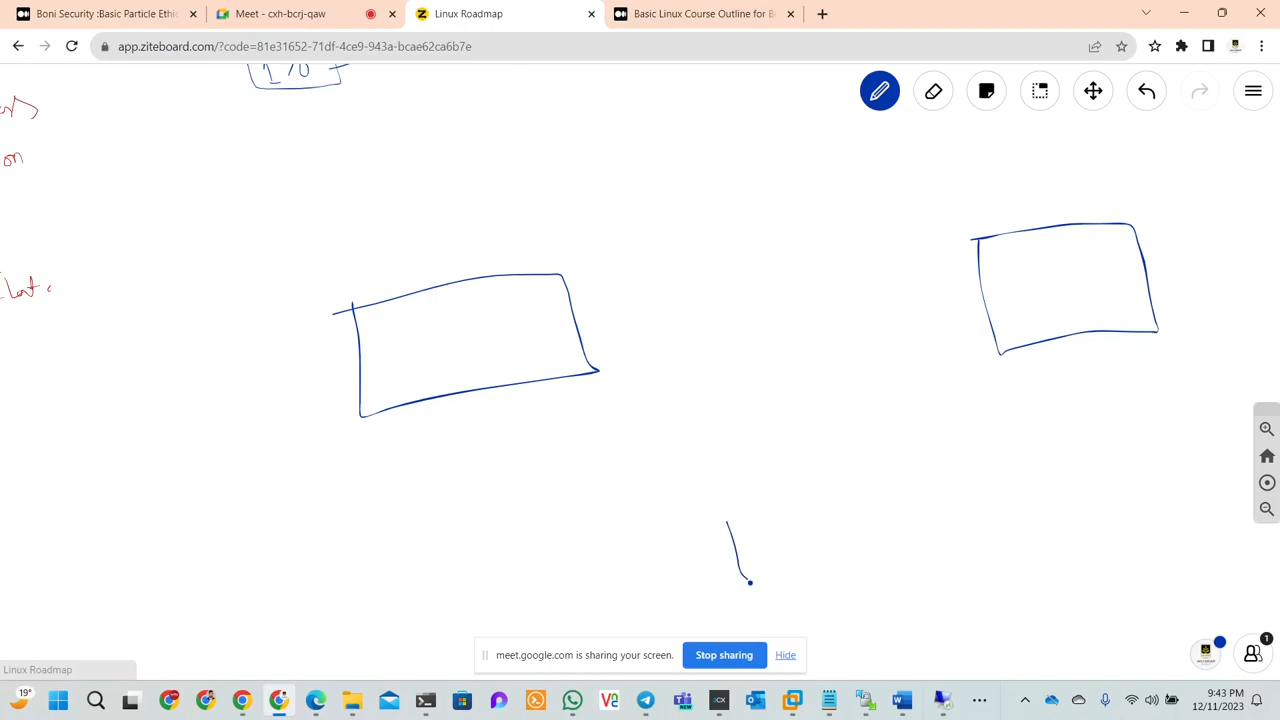 Boni Security :Basic Particle Ethic
Meet - cxh-bcrj-qaw
Linux Roadmap
Basic Linux Course Outline for B
app.ziteboard.com/?code=81e31652-71df-4ce9-943a-bcae62ca6b7e
on
meet.google.com is sharing your screen.
Stop sharing
Hide
1
Linux Roadmap
19°
9:43 PM
12/11/2023